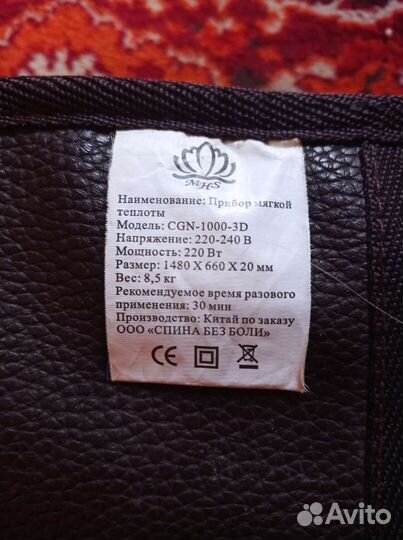 MHS
Наименование: Прибор мягкой
теплоты
Модель: CGN-1000-3D
Напряжение: 220-240 В
Мощность: 220 Вт
Размер: 1480 X 660 X 20 мм
Вес: 8,5 кг
Рекомендуемое время разового
применения: 30 мин
Производство: Китай по заказу
ООО «СПИНА БЕЗ БОЛИ»
CE
Avito